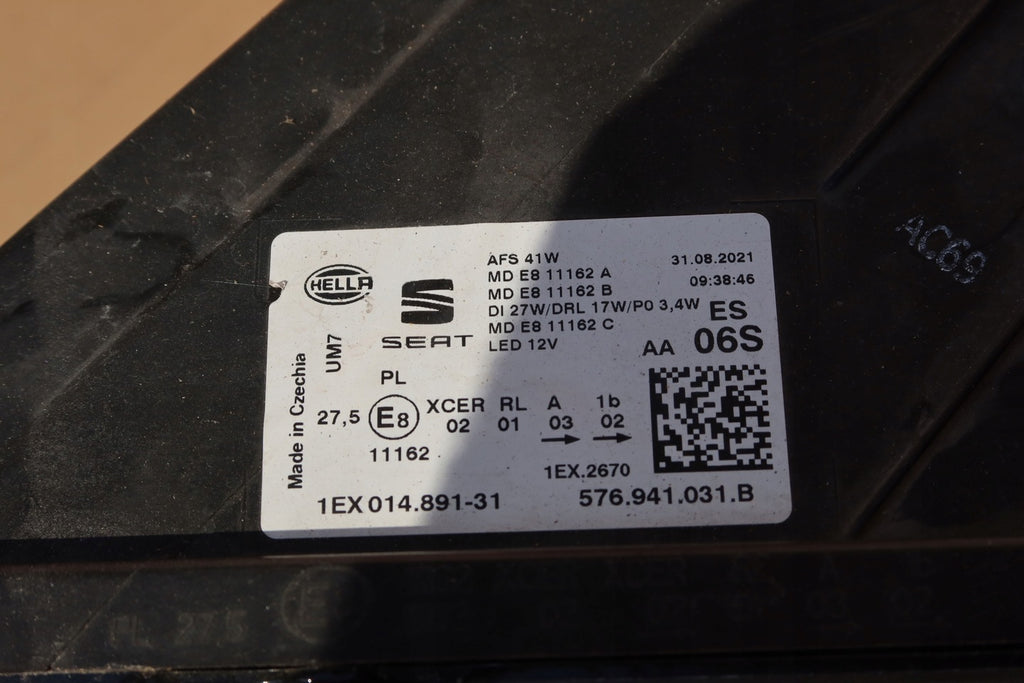 HELLA
SEAT
AFS 41W
MD E8 11162 A
MD E8 11162 B
DI 27W/DRL 17W/P0 3,4W
MD E8 11162 C
LED 12V
31.08.2021
09:38:46
ES
AA 06S
Made in Czechia
UM7
PL
27,5 E8 XCER RL A 1b
02 01 03 02
11162
1EX.2670
1EX 014.891-31
576.941.031.B
AC69